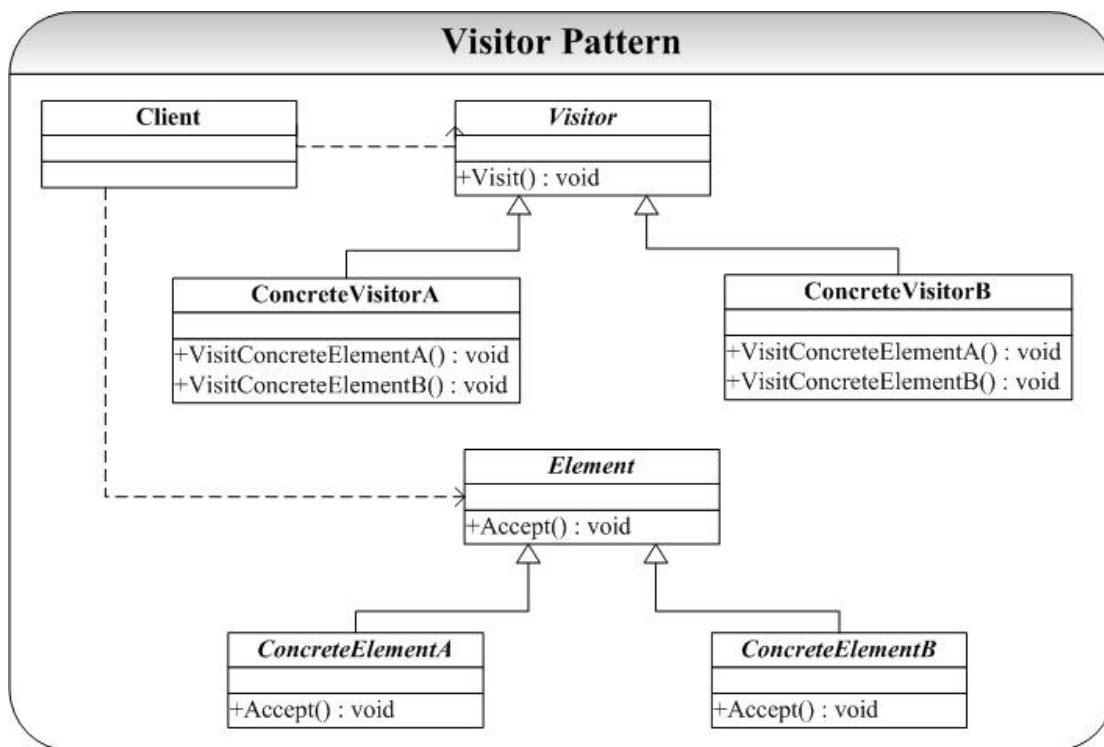 Visitor Pattern
Client
Visitor
+Visit() : void
ConcreteVisitorA
+VisitConcreteElementA() : void
+VisitConcreteElementB() : void
ConcreteVisitorB
+VisitConcreteElementA() : void
+VisitConcreteElementB() : void
Element
+Accept() : void
ConcreteElementA
+Accept() : void
ConcreteElementB
+Accept() : void